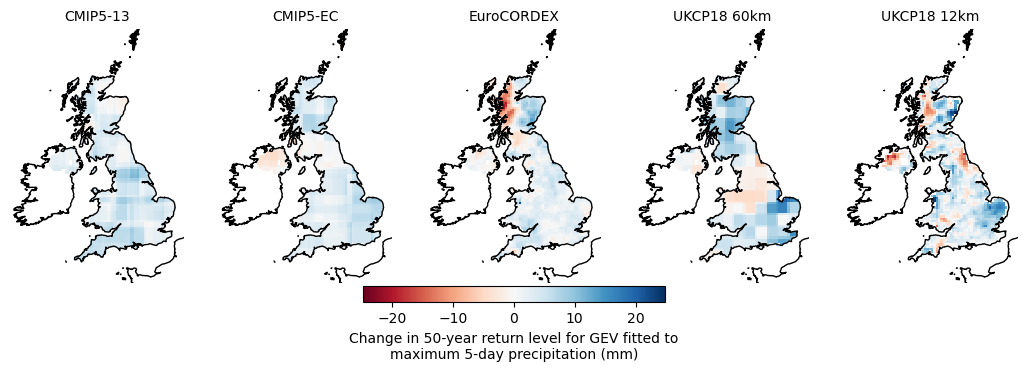 CMIP5-13
CMIP5-EC
EuroCORDEX
UKCP18 60km
UKCP18 12km
−20 −10 0 10 20
Change in 50-year return level for GEV fitted to
maximum 5-day precipitation (mm)